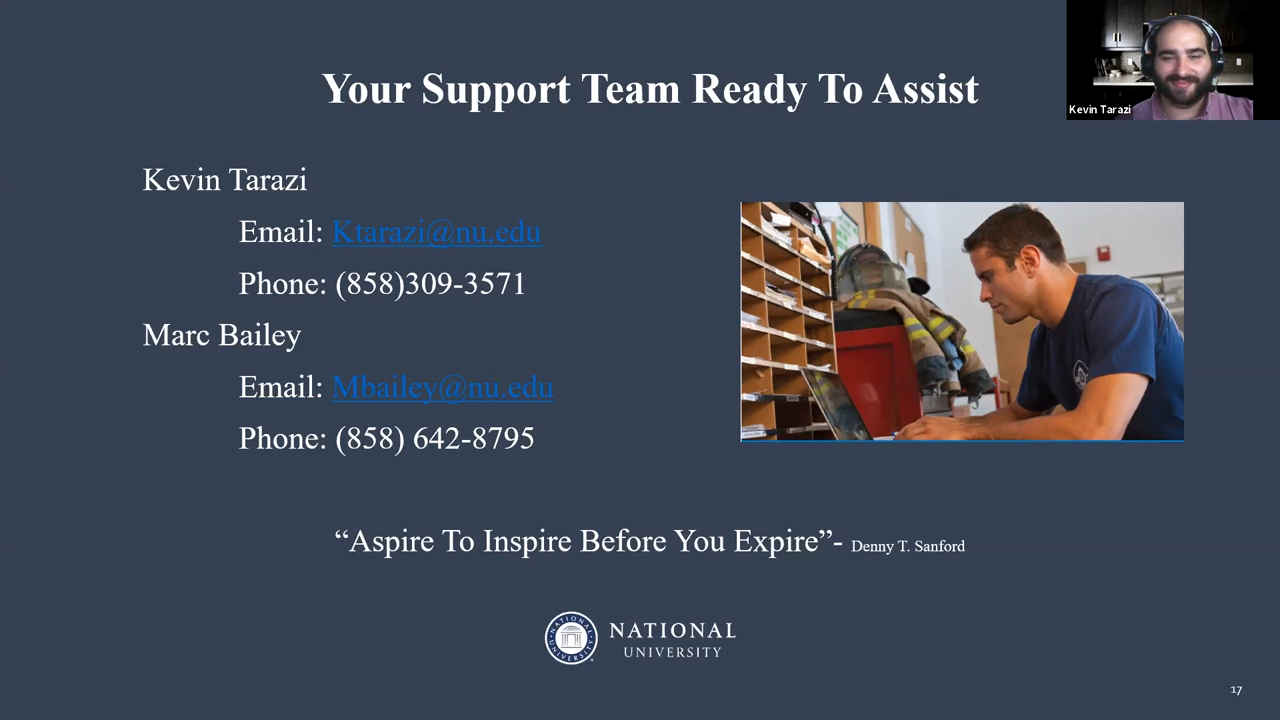 Your Support Team Ready To Assist
Kevin Tarazi
Kevin Tarazi
Email: Ktarazi@nu.edu
Phone: (858)309-3571
Marc Bailey
Email: Mbailey@nu.edu
Phone: (858) 642-8795
“Aspire To Inspire Before You Expire”- Denny T. Sanford
NATIONAL
UNIVERSITY
17